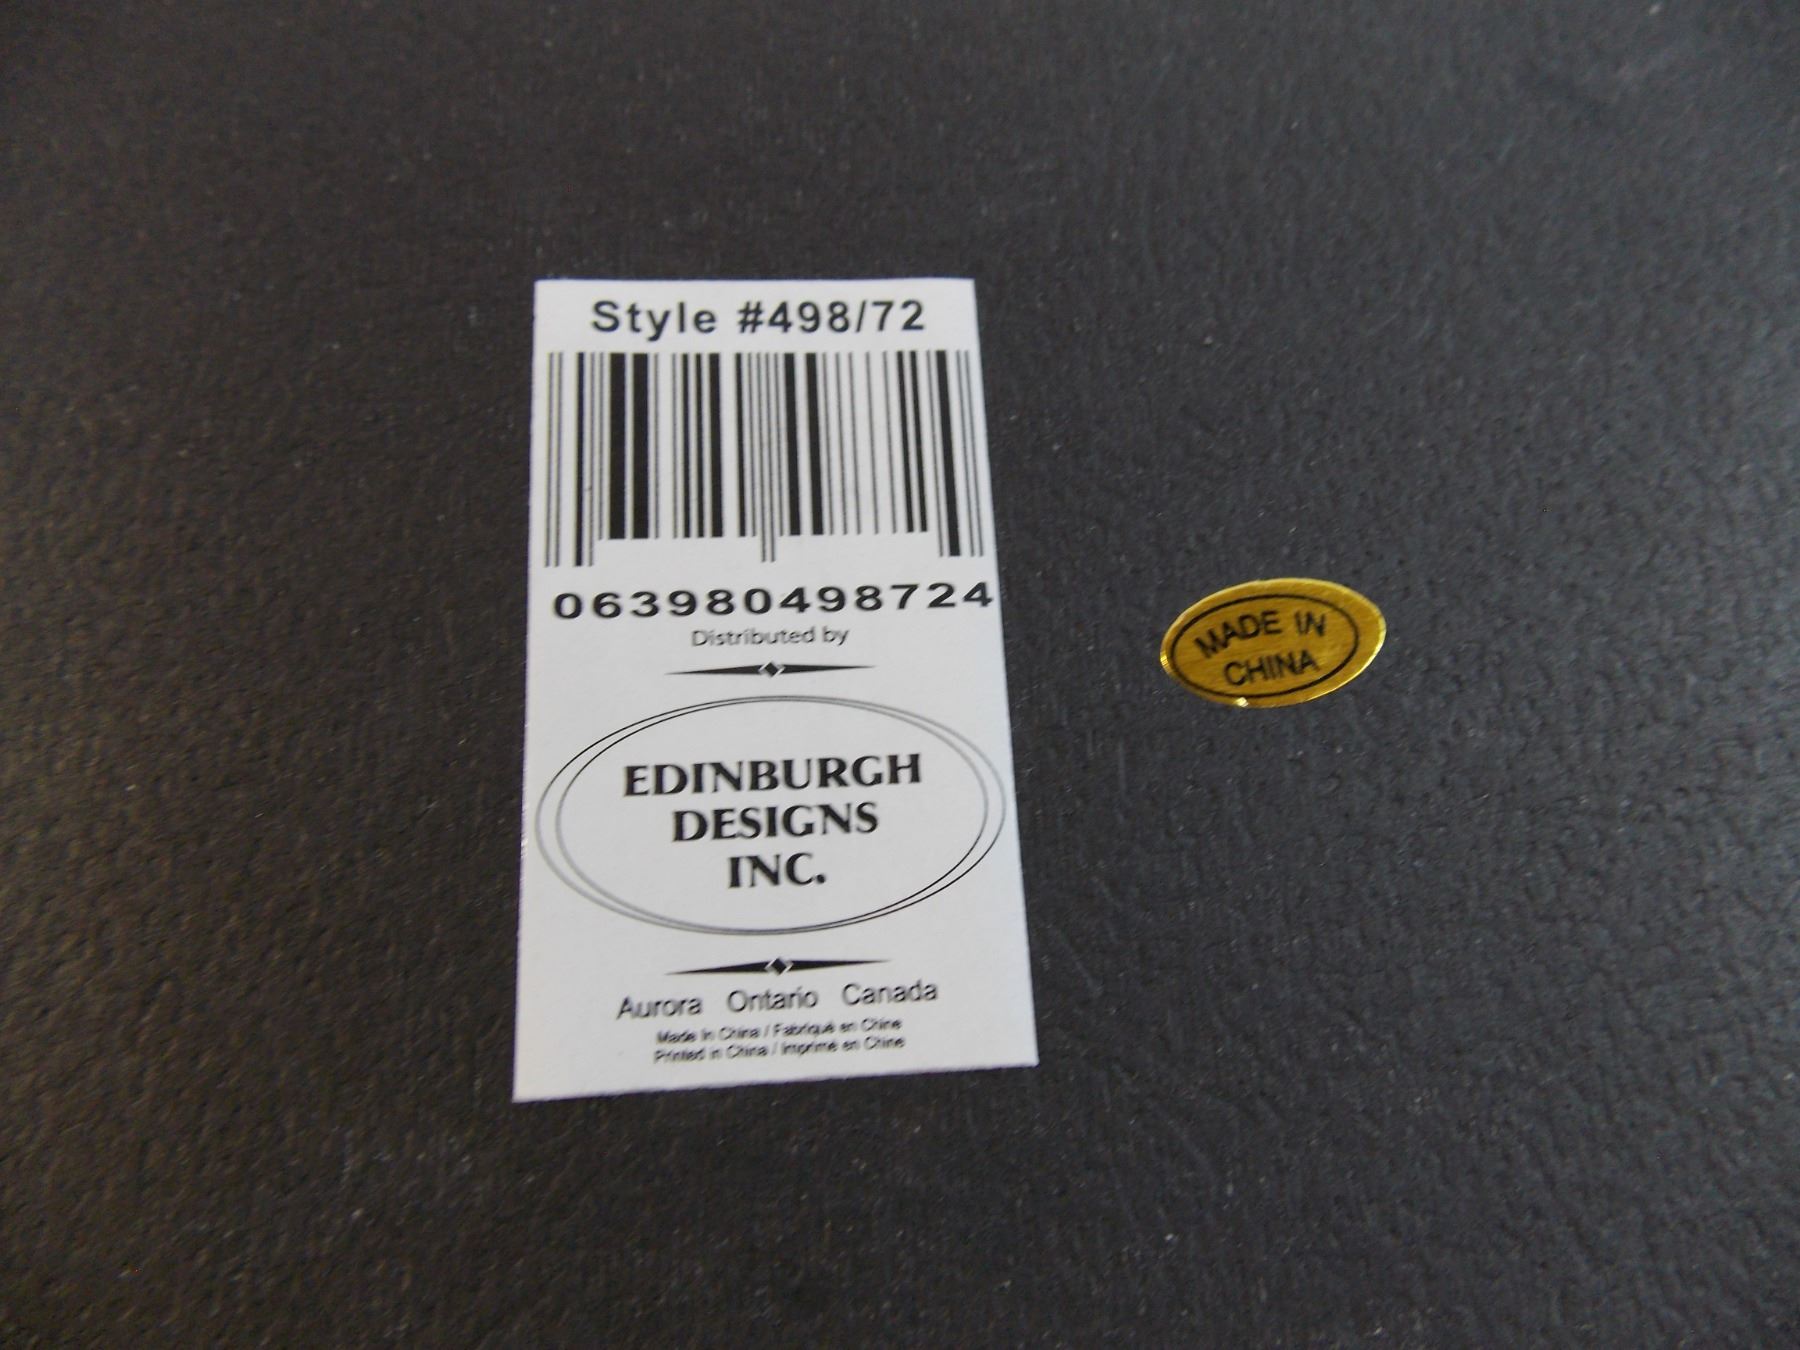 Style #498/72
063980498724
Distributed by
EDINBURGH
DESIGNS
INC.
Aurora Ontario Canada
Made in China / Fabriqué en Chine
Printed in China / Imprimé en Chine
MADE IN
CHINA